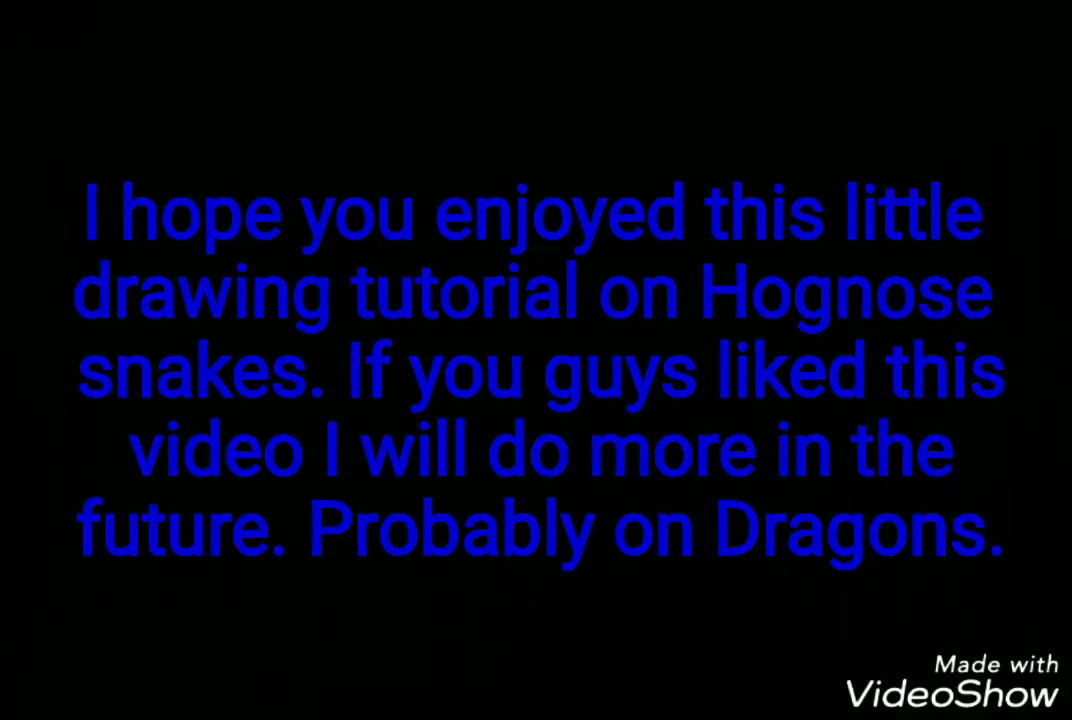 I hope you enjoyed this little
drawing tutorial on Hognose
snakes. If you guys liked this
video I will do more in the
future. Probably on Dragons.
Made with
VideoShow